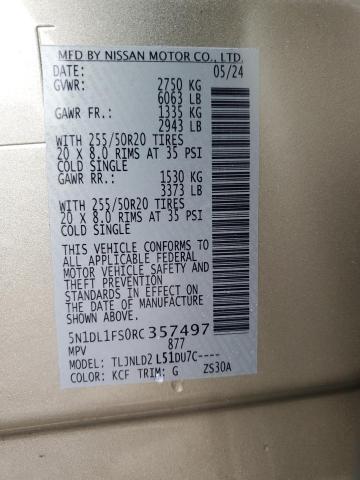 MFD BY NISSAN MOTOR CO., LTD.
DATE: 05/24
GVWR: 2750 KG
6063 LB
GAWR FR.: 1335 KG
2943 LB
WITH 255/50R20 TIRES
20 X 8.0 RIMS AT 35 PSI
COLD SINGLE
GAWR RR.: 1530 KG
3373 LB
WITH 255/50R20 TIRES
20 X 8.0 RIMS AT 35 PSI
COLD SINGLE
THIS VEHICLE CONFORMS TO
ALL APPLICABLE FEDERAL
MOTOR VEHICLE SAFETY AND
THEFT PREVENTION
STANDARDS IN EFFECT ON
THE DATE OF MANUFACTURE
SHOWN ABOVE.
5N1DL1FS0RC357497
MPV 877
MODEL: TLJNLD2 L51DU7C----
COLOR: KCF TRIM: G ZS30A